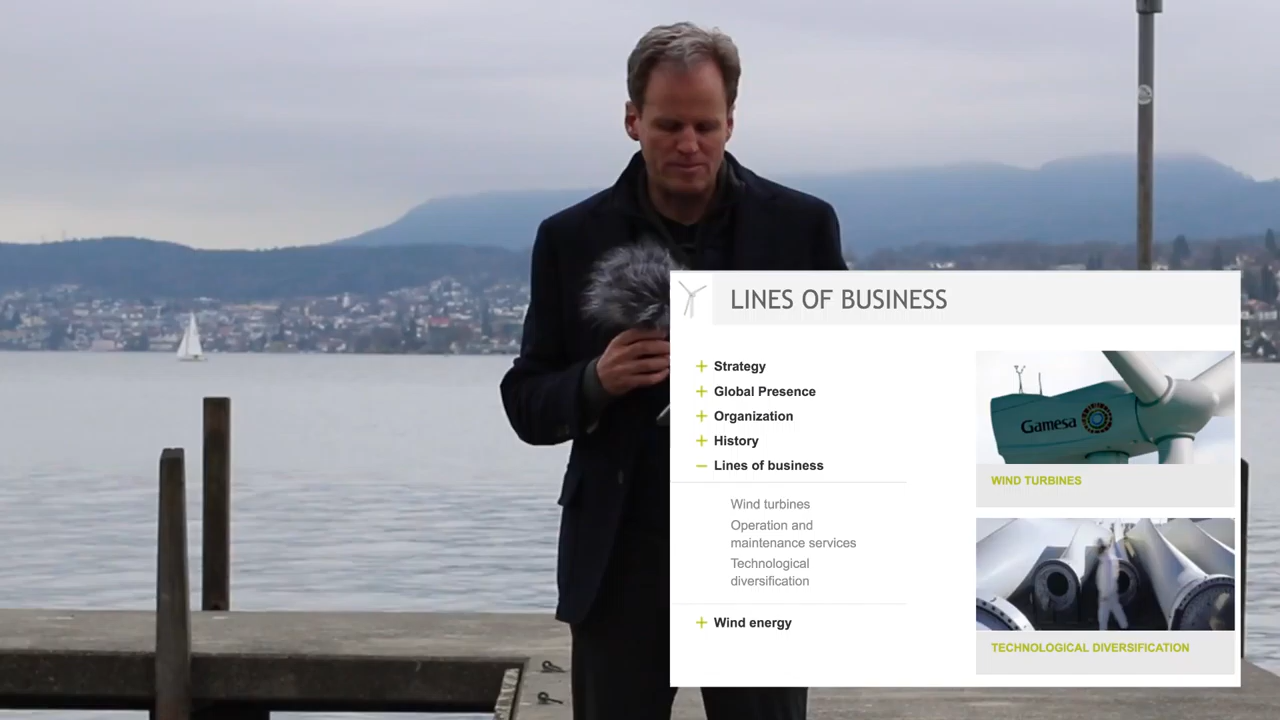 LINES OF BUSINESS
Strategy
Global Presence
Organization
History
Lines of business
Wind turbines
Operation and
maintenance services
Technological
diversification
Wind energy
Gamesa
WIND TURBINES
TECHNOLOGICAL DIVERSIFICATION